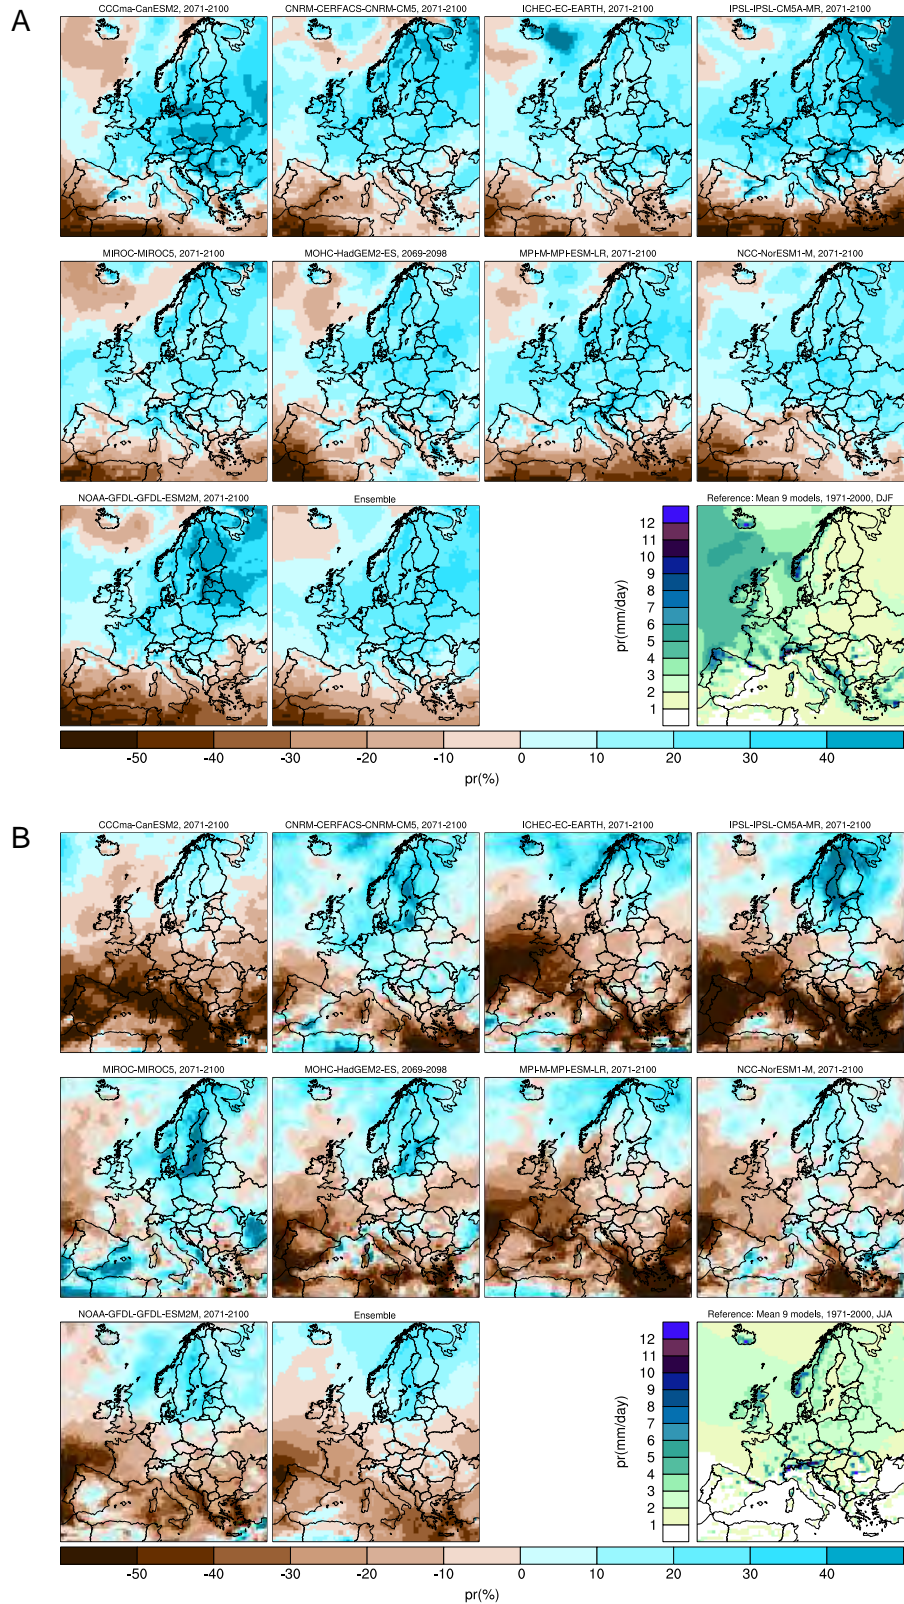 A
CCCma-CanESM2, 2071-2100
CNRM-CERFACS-CNRM-CM5, 2071-2100
ICHEC-EC-EARTH, 2071-2100
IPSL-IPSL-CM5A-MR, 2071-2100
MIROC-MIROC5, 2071-2100
MOHC-HadGEM2-ES, 2069-2098
MPI-M-MPI-ESM-LR, 2071-2100
NCC-NorESM1-M, 2071-2100
NOAA-GFDL-GFDL-ESM2M, 2071-2100
Ensemble
pr(mm/day)
12
11
10
9
8
7
6
5
4
3
2
1
Reference: Mean 9 models, 1971-2000, DJF
-50 -40 -30 -20 -10 0 10 20 30 40
pr(%)
B
CCCma-CanESM2, 2071-2100
CNRM-CERFACS-CNRM-CM5, 2071-2100
ICHEC-EC-EARTH, 2071-2100
IPSL-IPSL-CM5A-MR, 2071-2100
MIROC-MIROC5, 2071-2100
MOHC-HadGEM2-ES, 2069-2098
MPI-M-MPI-ESM-LR, 2071-2100
NCC-NorESM1-M, 2071-2100
NOAA-GFDL-GFDL-ESM2M, 2071-2100
Ensemble
pr(mm/day)
12
11
10
9
8
7
6
5
4
3
2
1
Reference: Mean 9 models, 1971-2000, JJA
-50 -40 -30 -20 -10 0 10 20 30 40
pr(%)